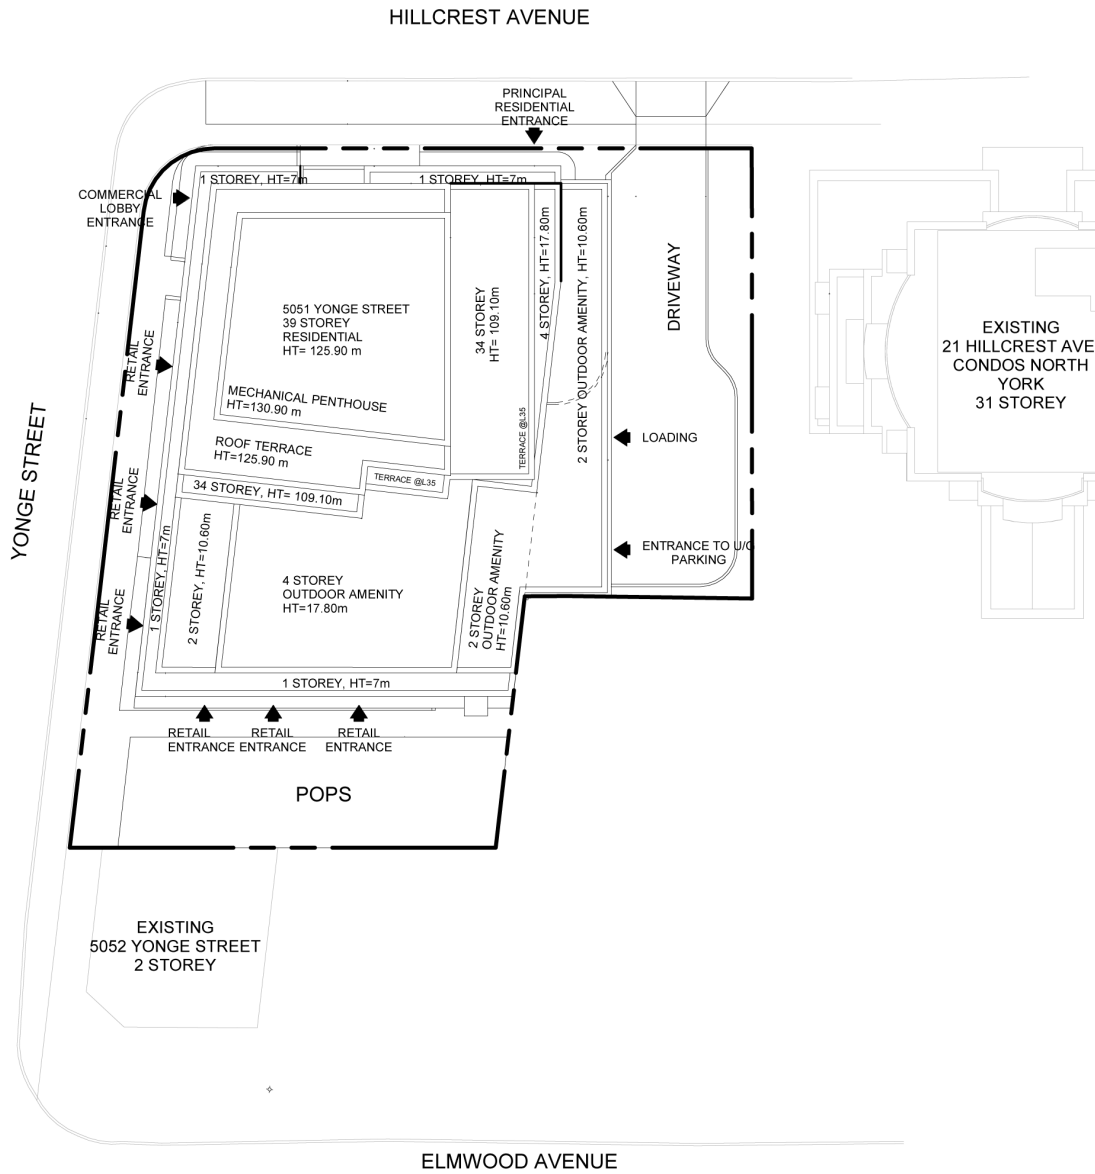 HILLCREST AVENUE
PRINCIPAL
RESIDENTIAL
ENTRANCE
1 STOREY, HT=7m
1 STOREY, HT=7m
COMMERCIAL
LOBBY
ENTRANCE
4 STOREY, HT=17.80m
2 STOREY OUTDOOR AMENITY, HT=10.60m
DRIVEWAY
5051 YONGE STREET
39 STOREY
RESIDENTIAL
HT= 125.90 m
34 STOREY
HT= 109.10m
EXISTING
21 HILLCREST AVE
CONDOS NORTH
YORK
31 STOREY
RETAIL
ENTRANCE
MECHANICAL PENTHOUSE
HT=130.90 m
YONGE STREET
TERRACE @L35
LOADING
ROOF TERRACE
HT=125.90 m
TERRACE @L35
34 STOREY, HT= 109.10m
RETAIL
ENTRANCE
1 STOREY, HT=7m
2 STOREY, HT=10.60m
ENTRANCE TO U/G
PARKING
4 STOREY
OUTDOOR AMENITY
HT=17.80m
2 STOREY
OUTDOOR AMENITY
HT=10.60m
RETAIL
ENTRANCE
1 STOREY, HT=7m
RETAIL
ENTRANCE
RETAIL
ENTRANCE
RETAIL
ENTRANCE
POPS
EXISTING
5052 YONGE STREET
2 STOREY
ELMWOOD AVENUE